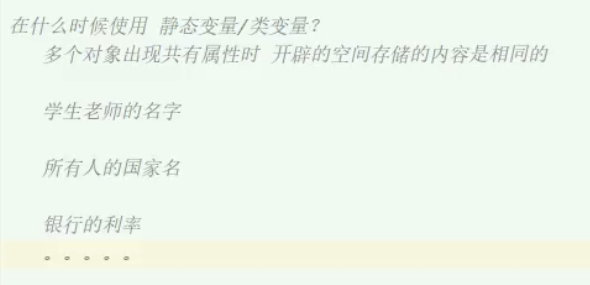 在什么时候使用 静态变量/类变量？
多个对象出现共有属性时 开辟的空间存储的内容是相同的
学生老师的名字
所有人的国家名
银行的利率
。。。。。